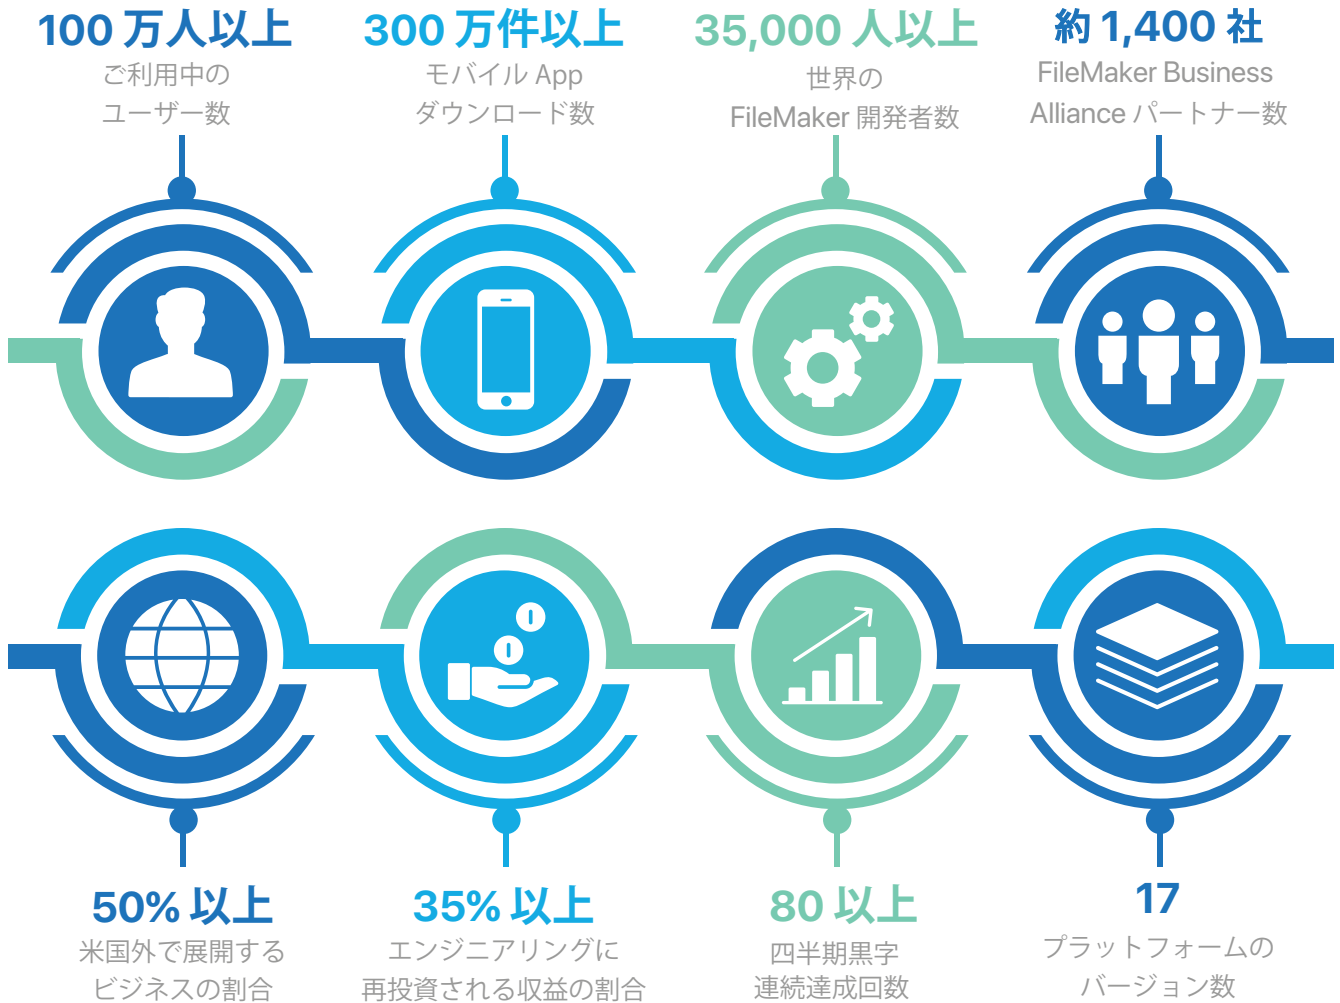 100 万人以上
ご利用中の
ユーザー数
300 万件以上
モバイル App
ダウンロード数
35,000 人以上
世界の
FileMaker 開発者数
約 1,400 社
FileMaker Business
Alliance パートナー数
50% 以上
米国外で展開する
ビジネスの割合
35% 以上
エンジニアリングに
再投資される収益の割合
80 以上
四半期黒字
連続達成回数
17
プラットフォームの
バージョン数